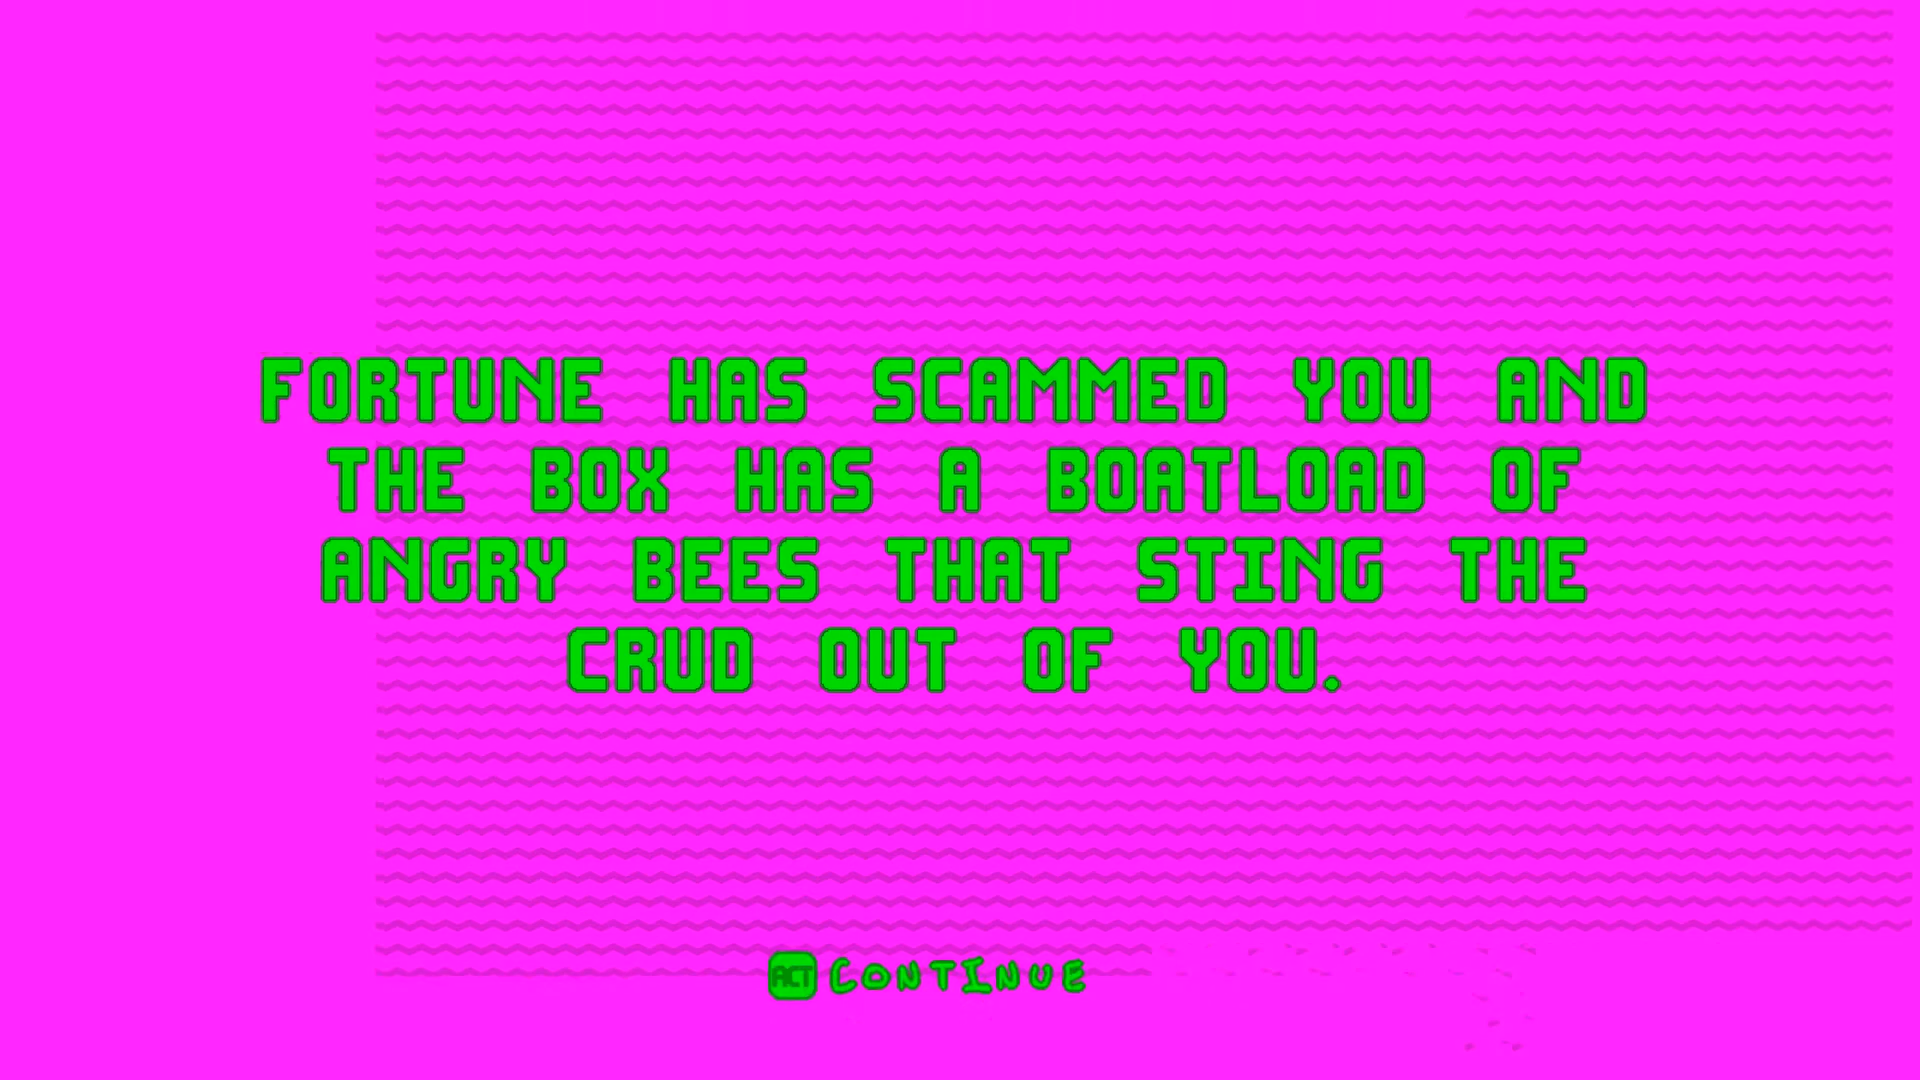 FORTUNE HAS SCAMMED YOU AND
THE BOX HAS A BOATLOAD OF
ANGRY BEES THAT STING THE
CRUD OUT OF YOU.
ACT CONTINUE